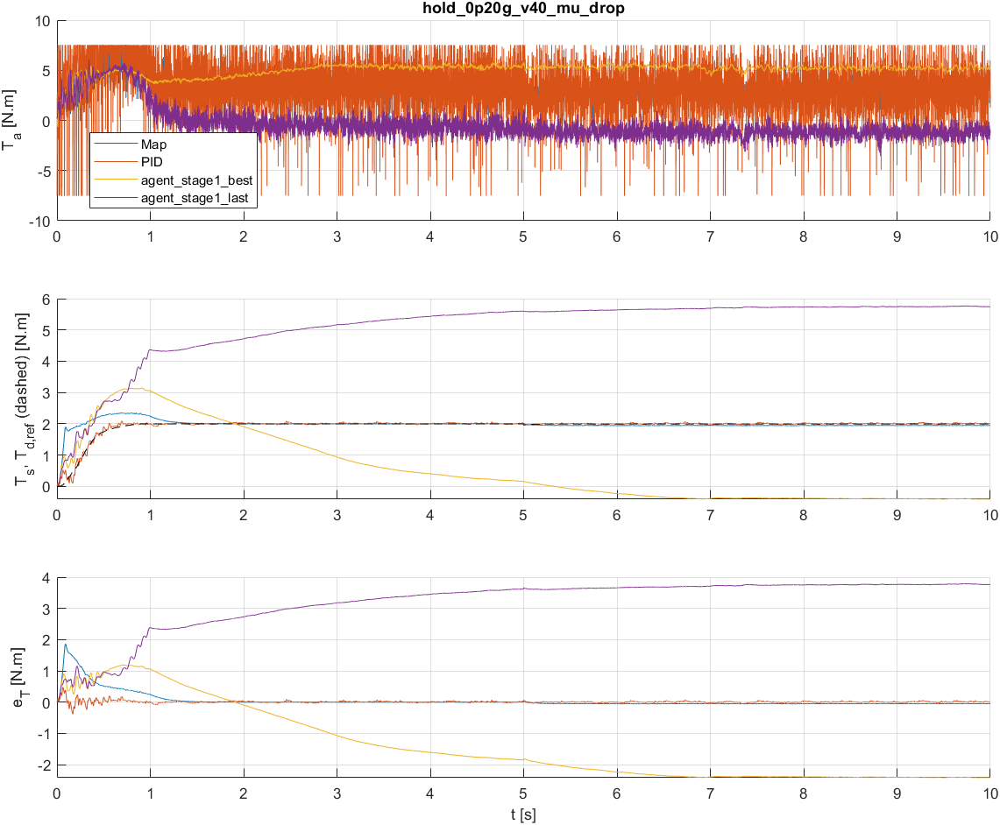 hold_0p20g_v40_mu_drop
T_a [N.m]
10
5
0
-5
-10
Map
PID
agent_stage1_best
agent_stage1_last
0 1 2 3 4 5 6 7 8 9 10
T_s, T_d,ref (dashed) [N.m]
6
5
4
3
2
1
0
0 1 2 3 4 5 6 7 8 9 10
e_T [N.m]
4
3
2
1
0
-1
-2
0 1 2 3 4 5 6 7 8 9 10
t [s]